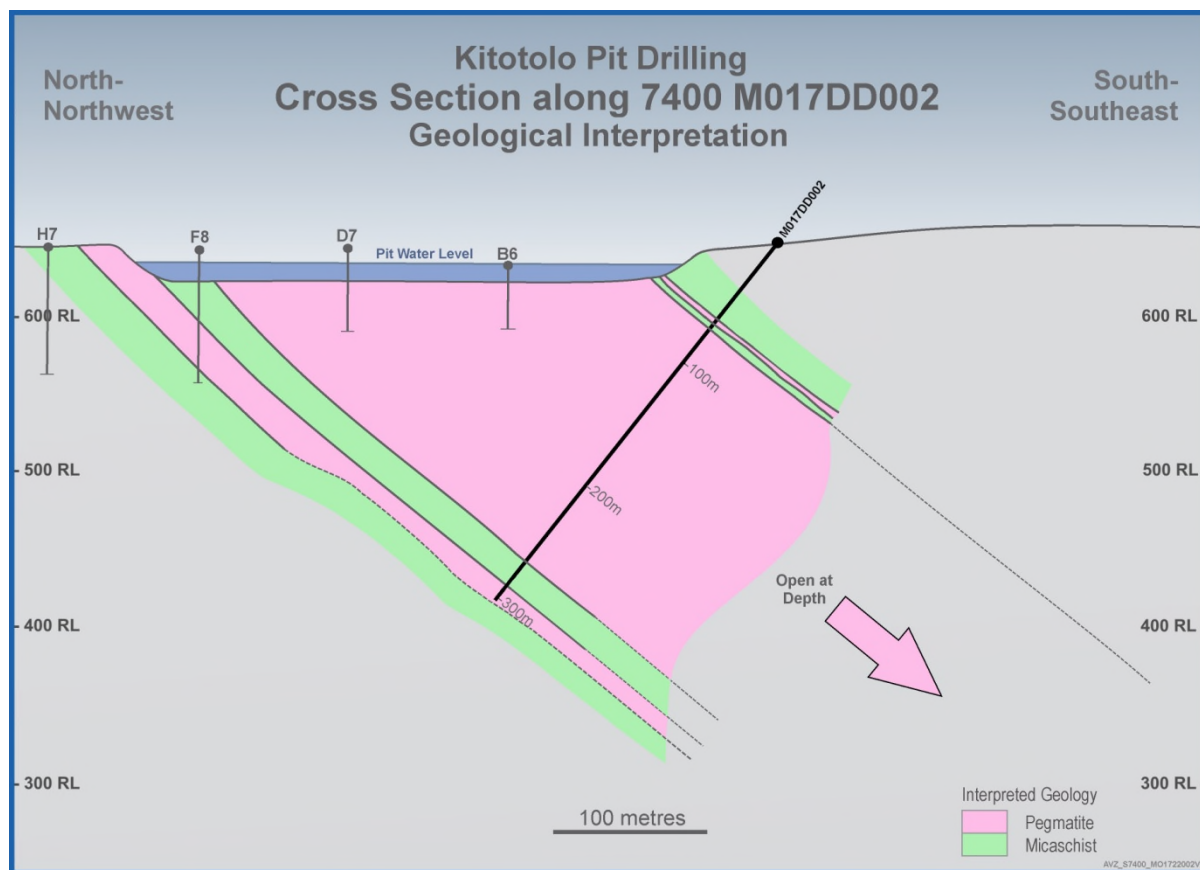 Kitotolo Pit Drilling
Cross Section along 7400 M017DD002
Geological Interpretation
North-
Northwest
South-
Southeast
M017DD002
H7
F8
D7
B6
Pit Water Level
- 600 RL
600 RL -
-100m
- 500 RL
500 RL -
-200m
Open at
Depth
-300m
- 400 RL
400 RL -
- 300 RL
300 RL -
100 metres
Interpreted Geology
Pegmatite
Micaschist
AVZ_S7400_MO1722002V